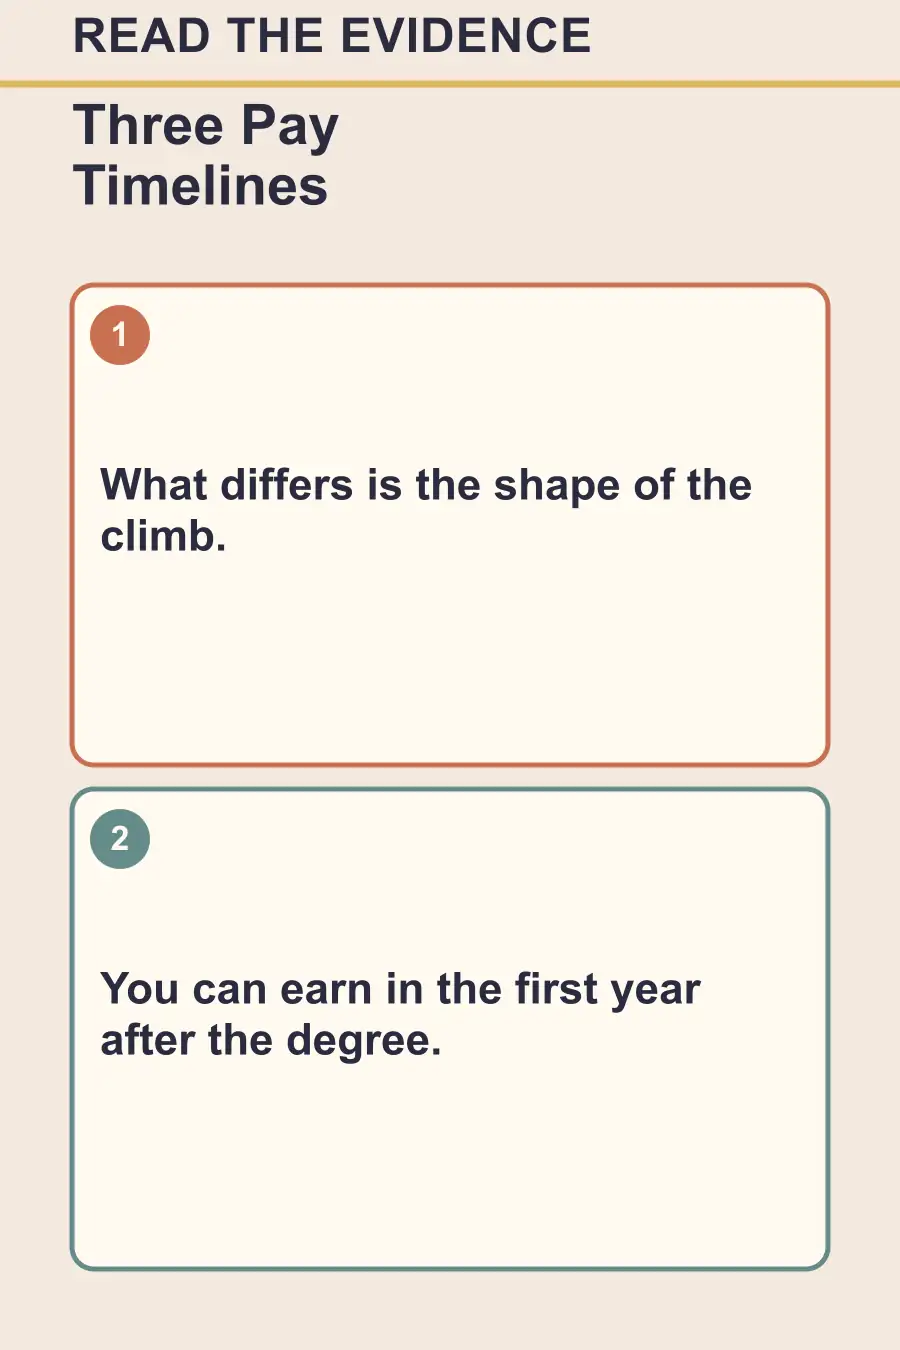 READ THE EVIDENCE
Three Pay
Timelines
1
What differs is the shape of the
climb.
2
You can earn in the first year
after the degree.